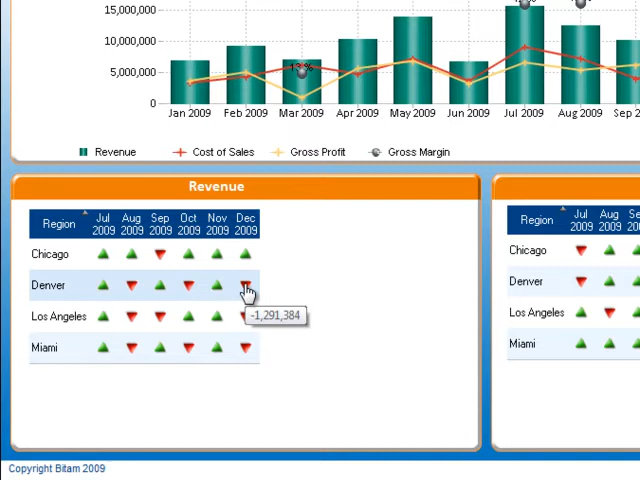 15,000,000
10,000,000
5,000,000
0
Jan 2009 Feb 2009 Mar 2009 Apr 2009 May 2009 Jun 2009 Jul 2009 Aug 2009 Sep 2
Revenue Cost of Sales Gross Profit Gross Margin
Revenue
Region Jul 2009 Aug 2009 Sep 2009 Oct 2009 Nov 2009 Dec 2009
Chicago
Denver
-1,291,384
Los Angeles
Miami
Region Jul 2009 Aug 2009
Chicago
Denver
Los Angeles
Miami
Copyright Bitam 2009